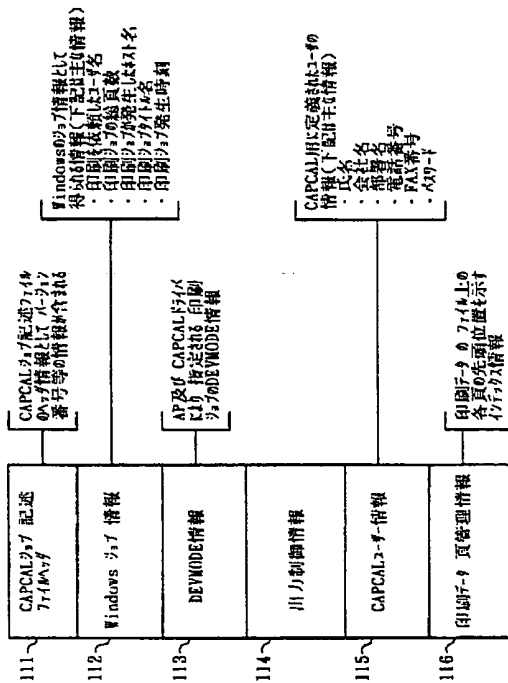 111
CAPCALジョブ 記述
ファイルヘッダ
CAPCALジョブ記述ファイル
のヘッダ情報としてバージョン
番号等の情報が含まれる
112
Windows ジョブ 情報
Windowsのジョブ情報として
得られる情報(下記は主な情報)
・印刷を依頼したユーザ名
・印刷ジョブの総頁数
・印刷ジョブが発生したホスト名
・印刷ジョブタイトル名
・印刷ジョブ発生時刻
113
DEVMODE情報
AP及び CAPCALドライバ
により 指定される 印刷
ジョブのDEVMODE情報
114
出力制御情報
115
CAPCALユーザー情報
CAPCAL用に定義されたユーザの
情報(下記は主な情報)
・氏名
・会社名
・部署名
・電話番号
・FAX番号
・パスワード
116
印刷データ 頁管理情報
印刷データ の ファイル上の
各頁の先頭位置を示す
インデックス情報